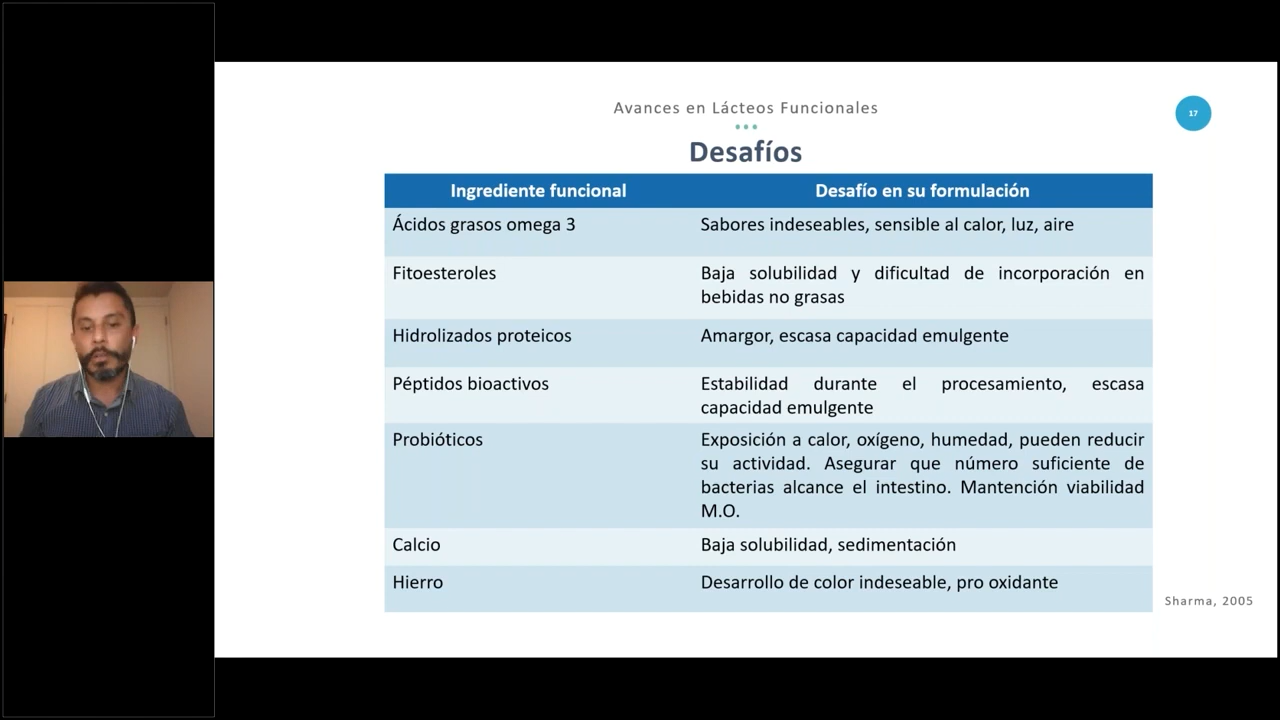 Avances en Lácteos Funcionales
17
Desafíos
Ingrediente funcional
Desafío en su formulación
Ácidos grasos omega 3
Sabores indeseables, sensible al calor, luz, aire
Fitoesteroles
Baja solubilidad y dificultad de incorporación en
bebidas no grasas
Hidrolizados proteicos
Amargor, escasa capacidad emulgente
Péptidos bioactivos
Estabilidad durante el procesamiento, escasa
capacidad emulgente
Probióticos
Exposición a calor, oxígeno, humedad, pueden reducir
su actividad. Asegurar que número suficiente de
bacterias alcance el intestino. Mantención viabilidad
M.O.
Calcio
Baja solubilidad, sedimentación
Hierro
Desarrollo de color indeseable, pro oxidante
Sharma, 2005